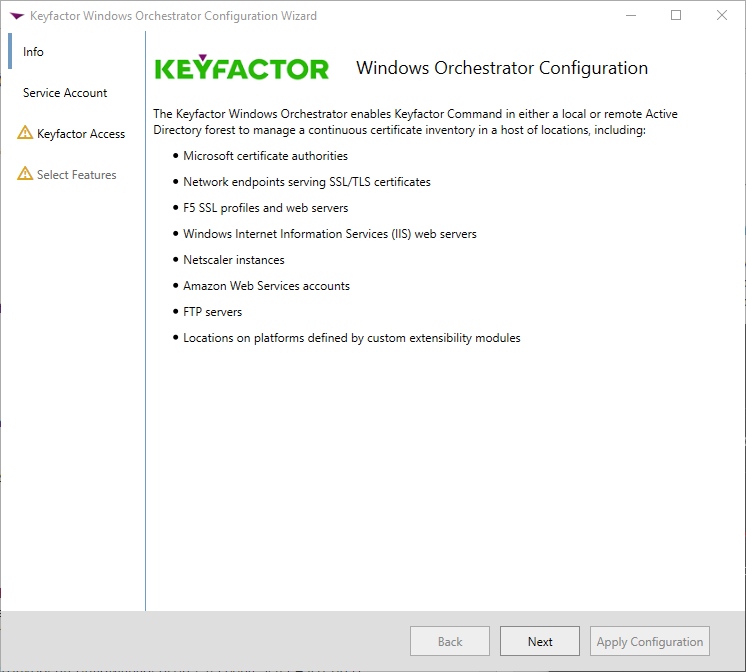 Keyfactor Windows Orchestrator Configuration Wizard
Info
Service Account
Keyfactor Access
Select Features
KEYFACTOR
Windows Orchestrator Configuration
The Keyfactor Windows Orchestrator enables Keyfactor Command in either a local or remote Active
Directory forest to manage a continuous certificate inventory in a host of locations, including:
• Microsoft certificate authorities
• Network endpoints serving SSL/TLS certificates
• F5 SSL profiles and web servers
• Windows Internet Information Services (IIS) web servers
• Netscaler instances
• Amazon Web Services accounts
• FTP servers
• Locations on platforms defined by custom extensibility modules
Back
Next
Apply Configuration